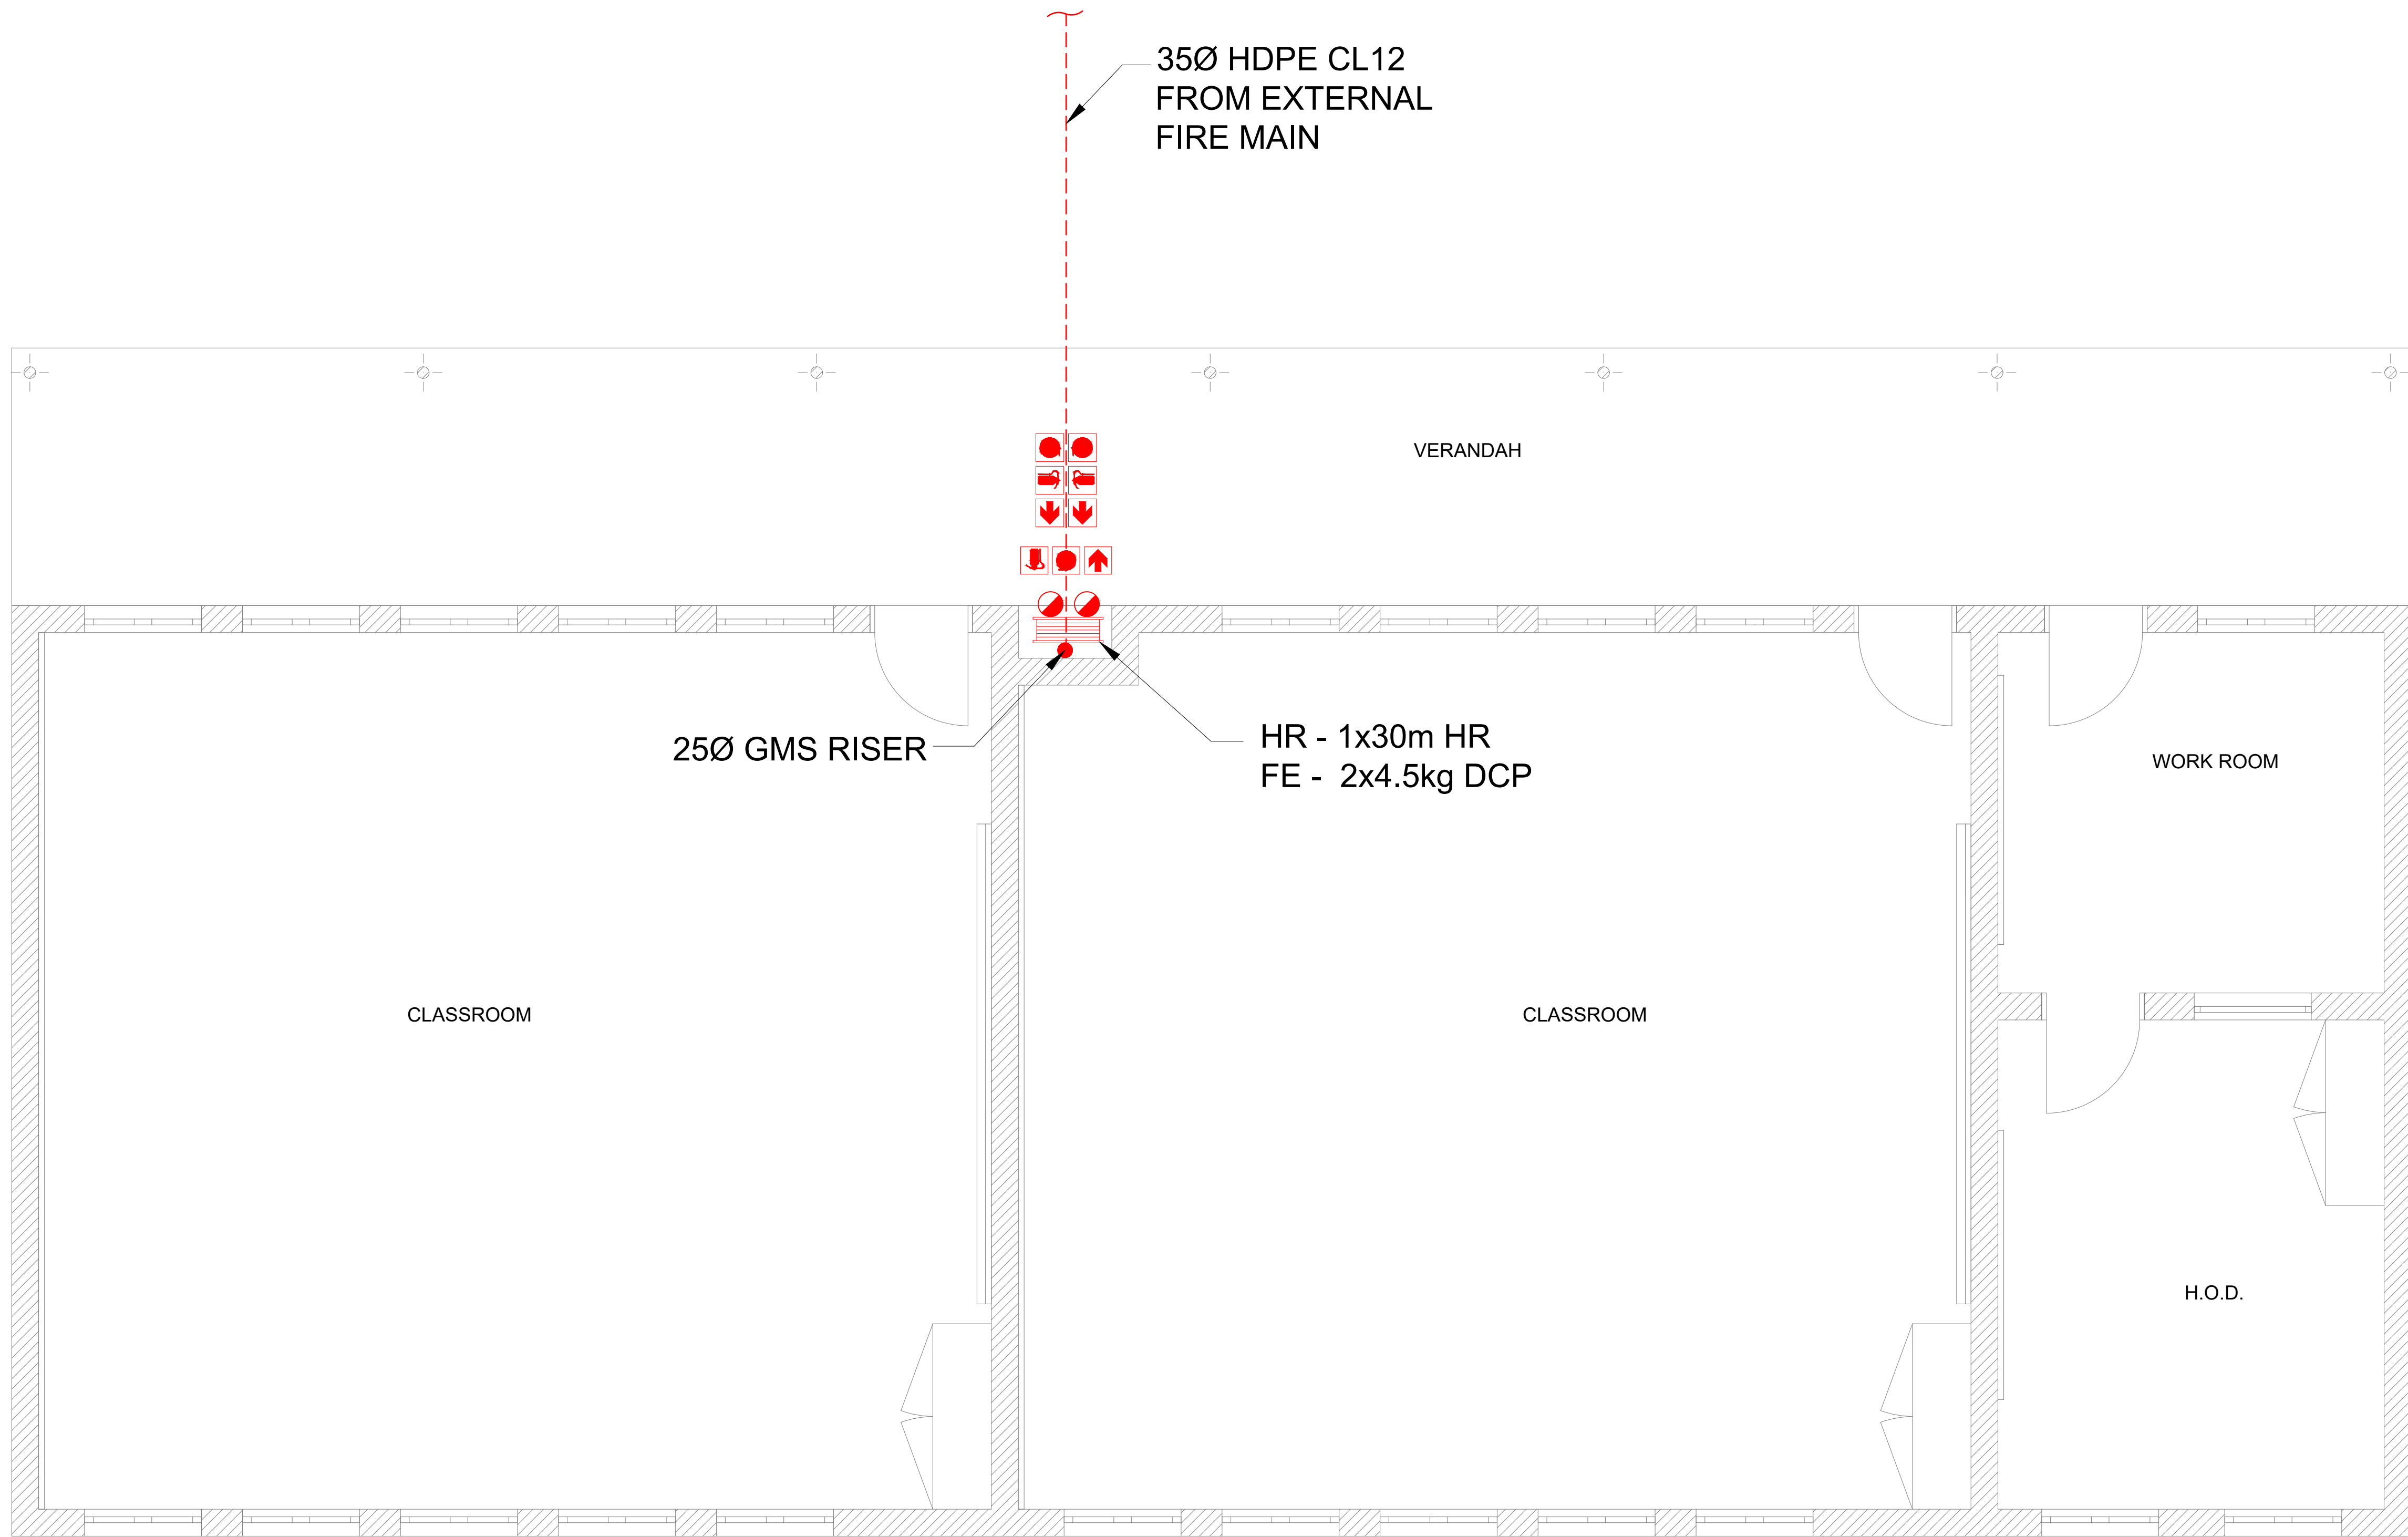 35Ø HDPE CL12
FROM EXTERNAL
FIRE MAIN
VERANDAH
25Ø GMS RISER
HR - 1x30m HR
FE -  2x4.5kg DCP
WORK ROOM
CLASSROOM
CLASSROOM
H.O.D.